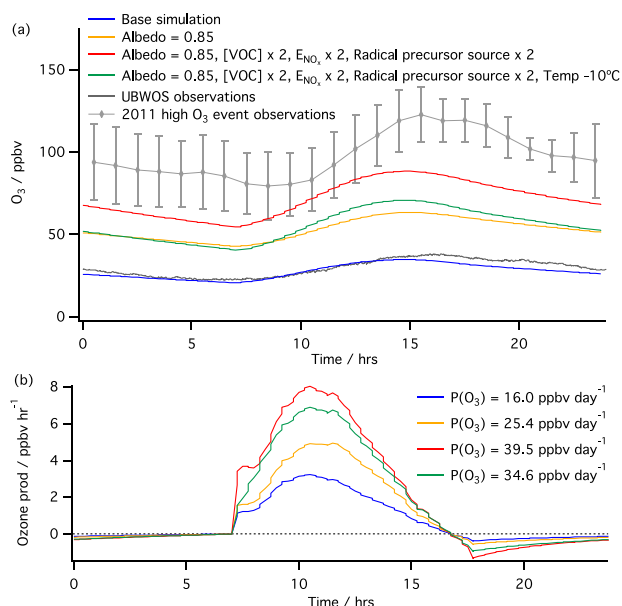 (a)
Base simulation
Albedo = 0.85
Albedo = 0.85, [VOC] x 2, E_NOx x 2, Radical precursor source x 2
Albedo = 0.85, [VOC] x 2, E_NOx x 2, Radical precursor source x 2, Temp –10ºC
UBWOS observations
2011 high O₃ event observations
150
100
50
0
O₃ / ppbv
0
5
10
15
20
Time / hrs
(b)
8
6
4
2
0
Ozone prod / ppbv hr⁻¹
P(O₃) = 16.0 ppbv day⁻¹
P(O₃) = 25.4 ppbv day⁻¹
P(O₃) = 39.5 ppbv day⁻¹
P(O₃) = 34.6 ppbv day⁻¹
0
5
10
15
20
Time / hrs